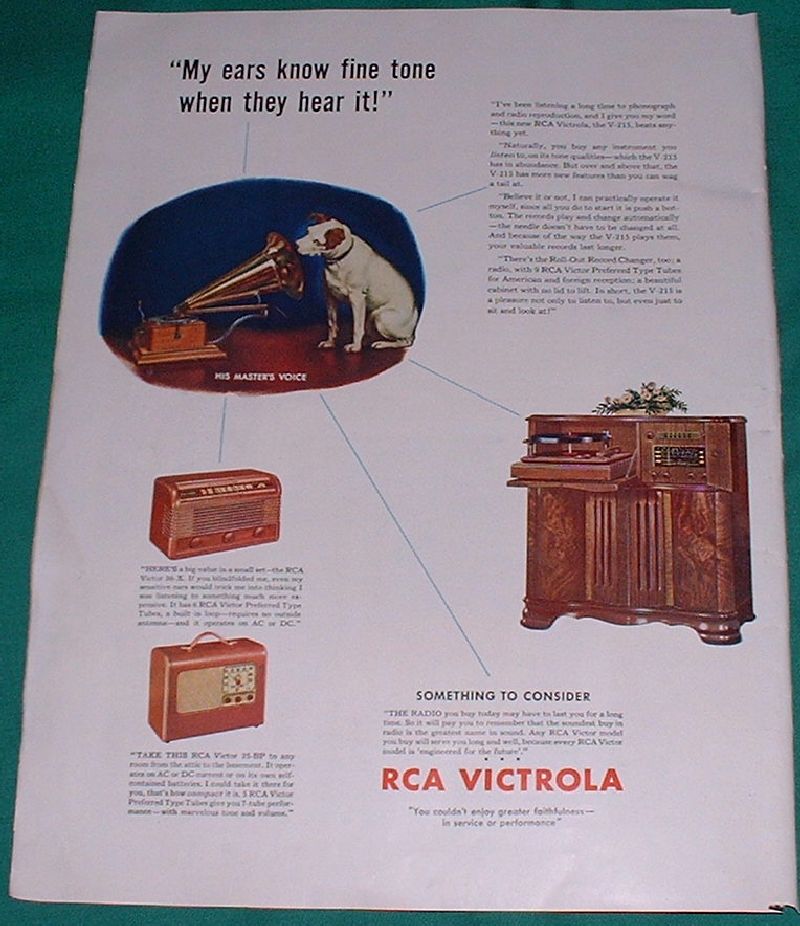 "My ears know fine tone
when they hear it!"
"I've been listening a long time to phonograph
and radio reproduction, and I give you my word
—this new RCA Victrola, the V-215, beats any-
thing yet.
"Naturally, you buy any instrument you
listen to, on its tone qualities—which the V-215
has in abundance. But over and above that, the
V-215 has more new features than you can wag
a tail at.
"Believe it or not, I can practically operate it
myself, since all you do to start it is push a but-
ton. The records play and change automatically
—the needle doesn't have to be changed at all.
And because of the way the V-215 plays them,
your valuable records last longer.
"There's the Roll-Out Record Changer, too; a
radio, with 9 RCA Victor Preferred Type Tubes
for American and foreign reception; a beautiful
cabinet with no lid to lift. In short, the V-215 is
a pleasure not only to listen to, but even just to
sit and look at!"
HIS MASTER'S VOICE
"HERE'S a big value in a small set—the RCA
Victor 36-X. If you blindfolded me, even my
sensitive ears would trick me into thinking I
was listening to something much more ex-
pensive. It has 6 RCA Victor Preferred Type
Tubes, a built-in loop—requires no outside
antenna—and it operates on AC or DC."
"TAKE THIS RCA Victor 25-BP to any
room from the attic to the basement. It oper-
ates on AC or DC current or on its own self-
contained batteries. I could take it there for
you, that's how compact it is. 5 RCA Victor
Preferred Type Tubes give you 7-tube perfor-
mance—with marvelous tone and volume."
SOMETHING TO CONSIDER
"THE RADIO you buy today may have to last you for a long
time. So it will pay you to remember that the soundest buy in
radio is the greatest name in sound. Any RCA Victor model
you buy will serve you long and well, because every RCA Victor
model is 'engineered for the future'."
RCA VICTROLA
"You couldn't enjoy greater faithfulness—
in service or performance"